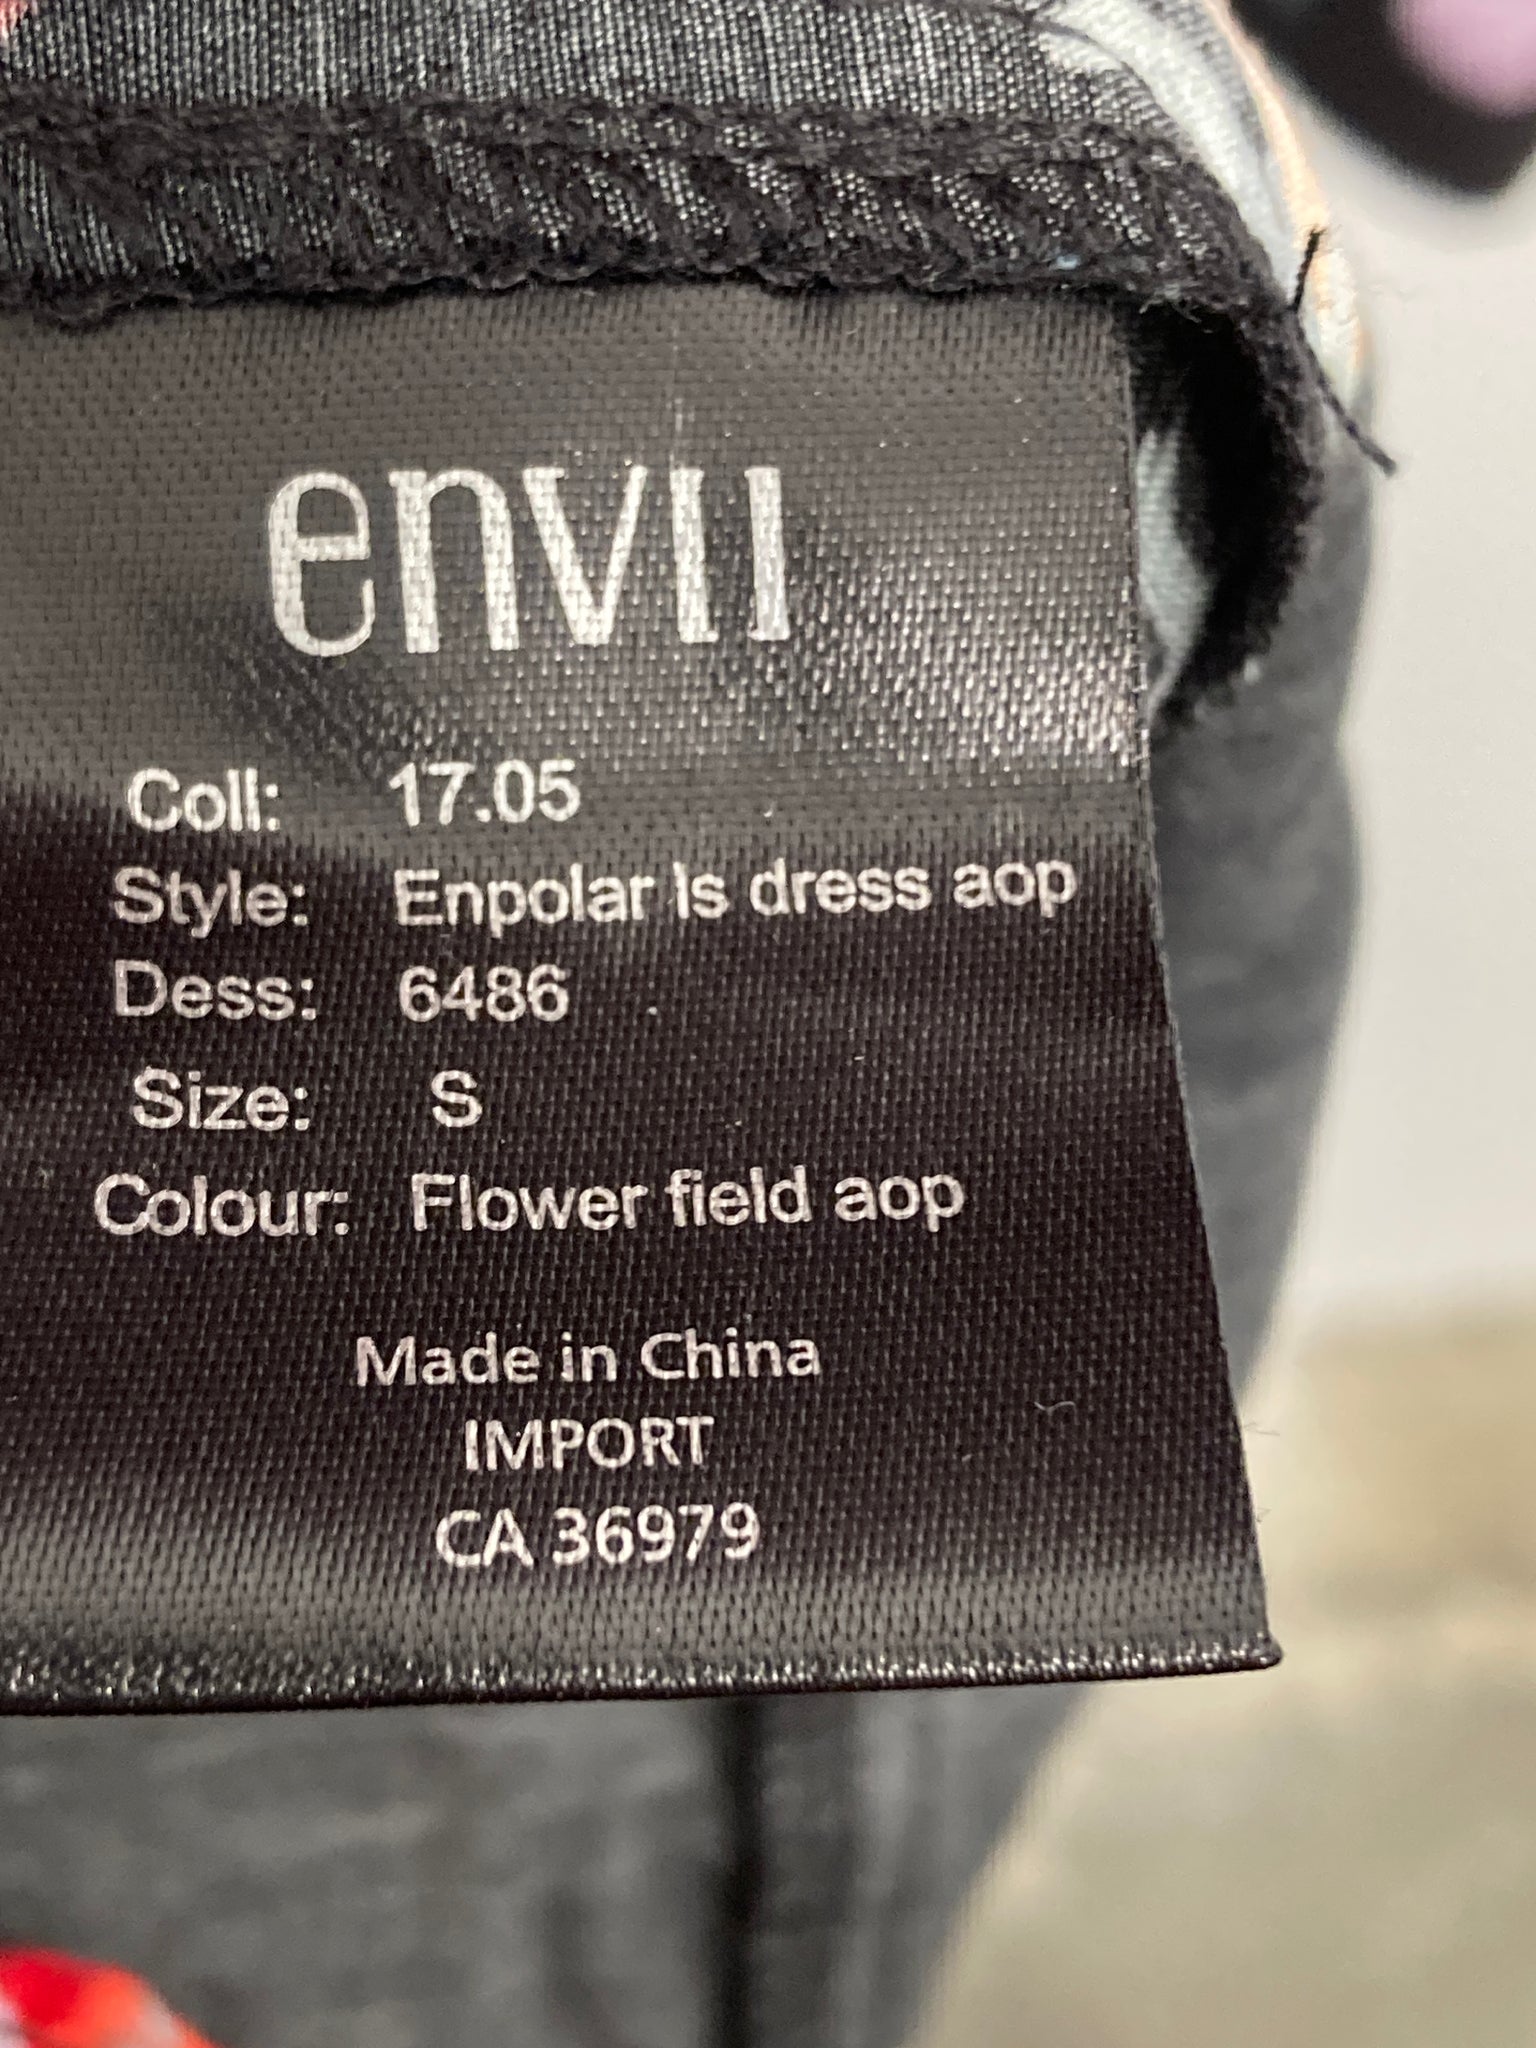 envii
Coll: 17.05
Style: Enpolar ls dress aop
Dess: 6486
Size: S
Colour: Flower field aop
Made in China
IMPORT
CA 36979